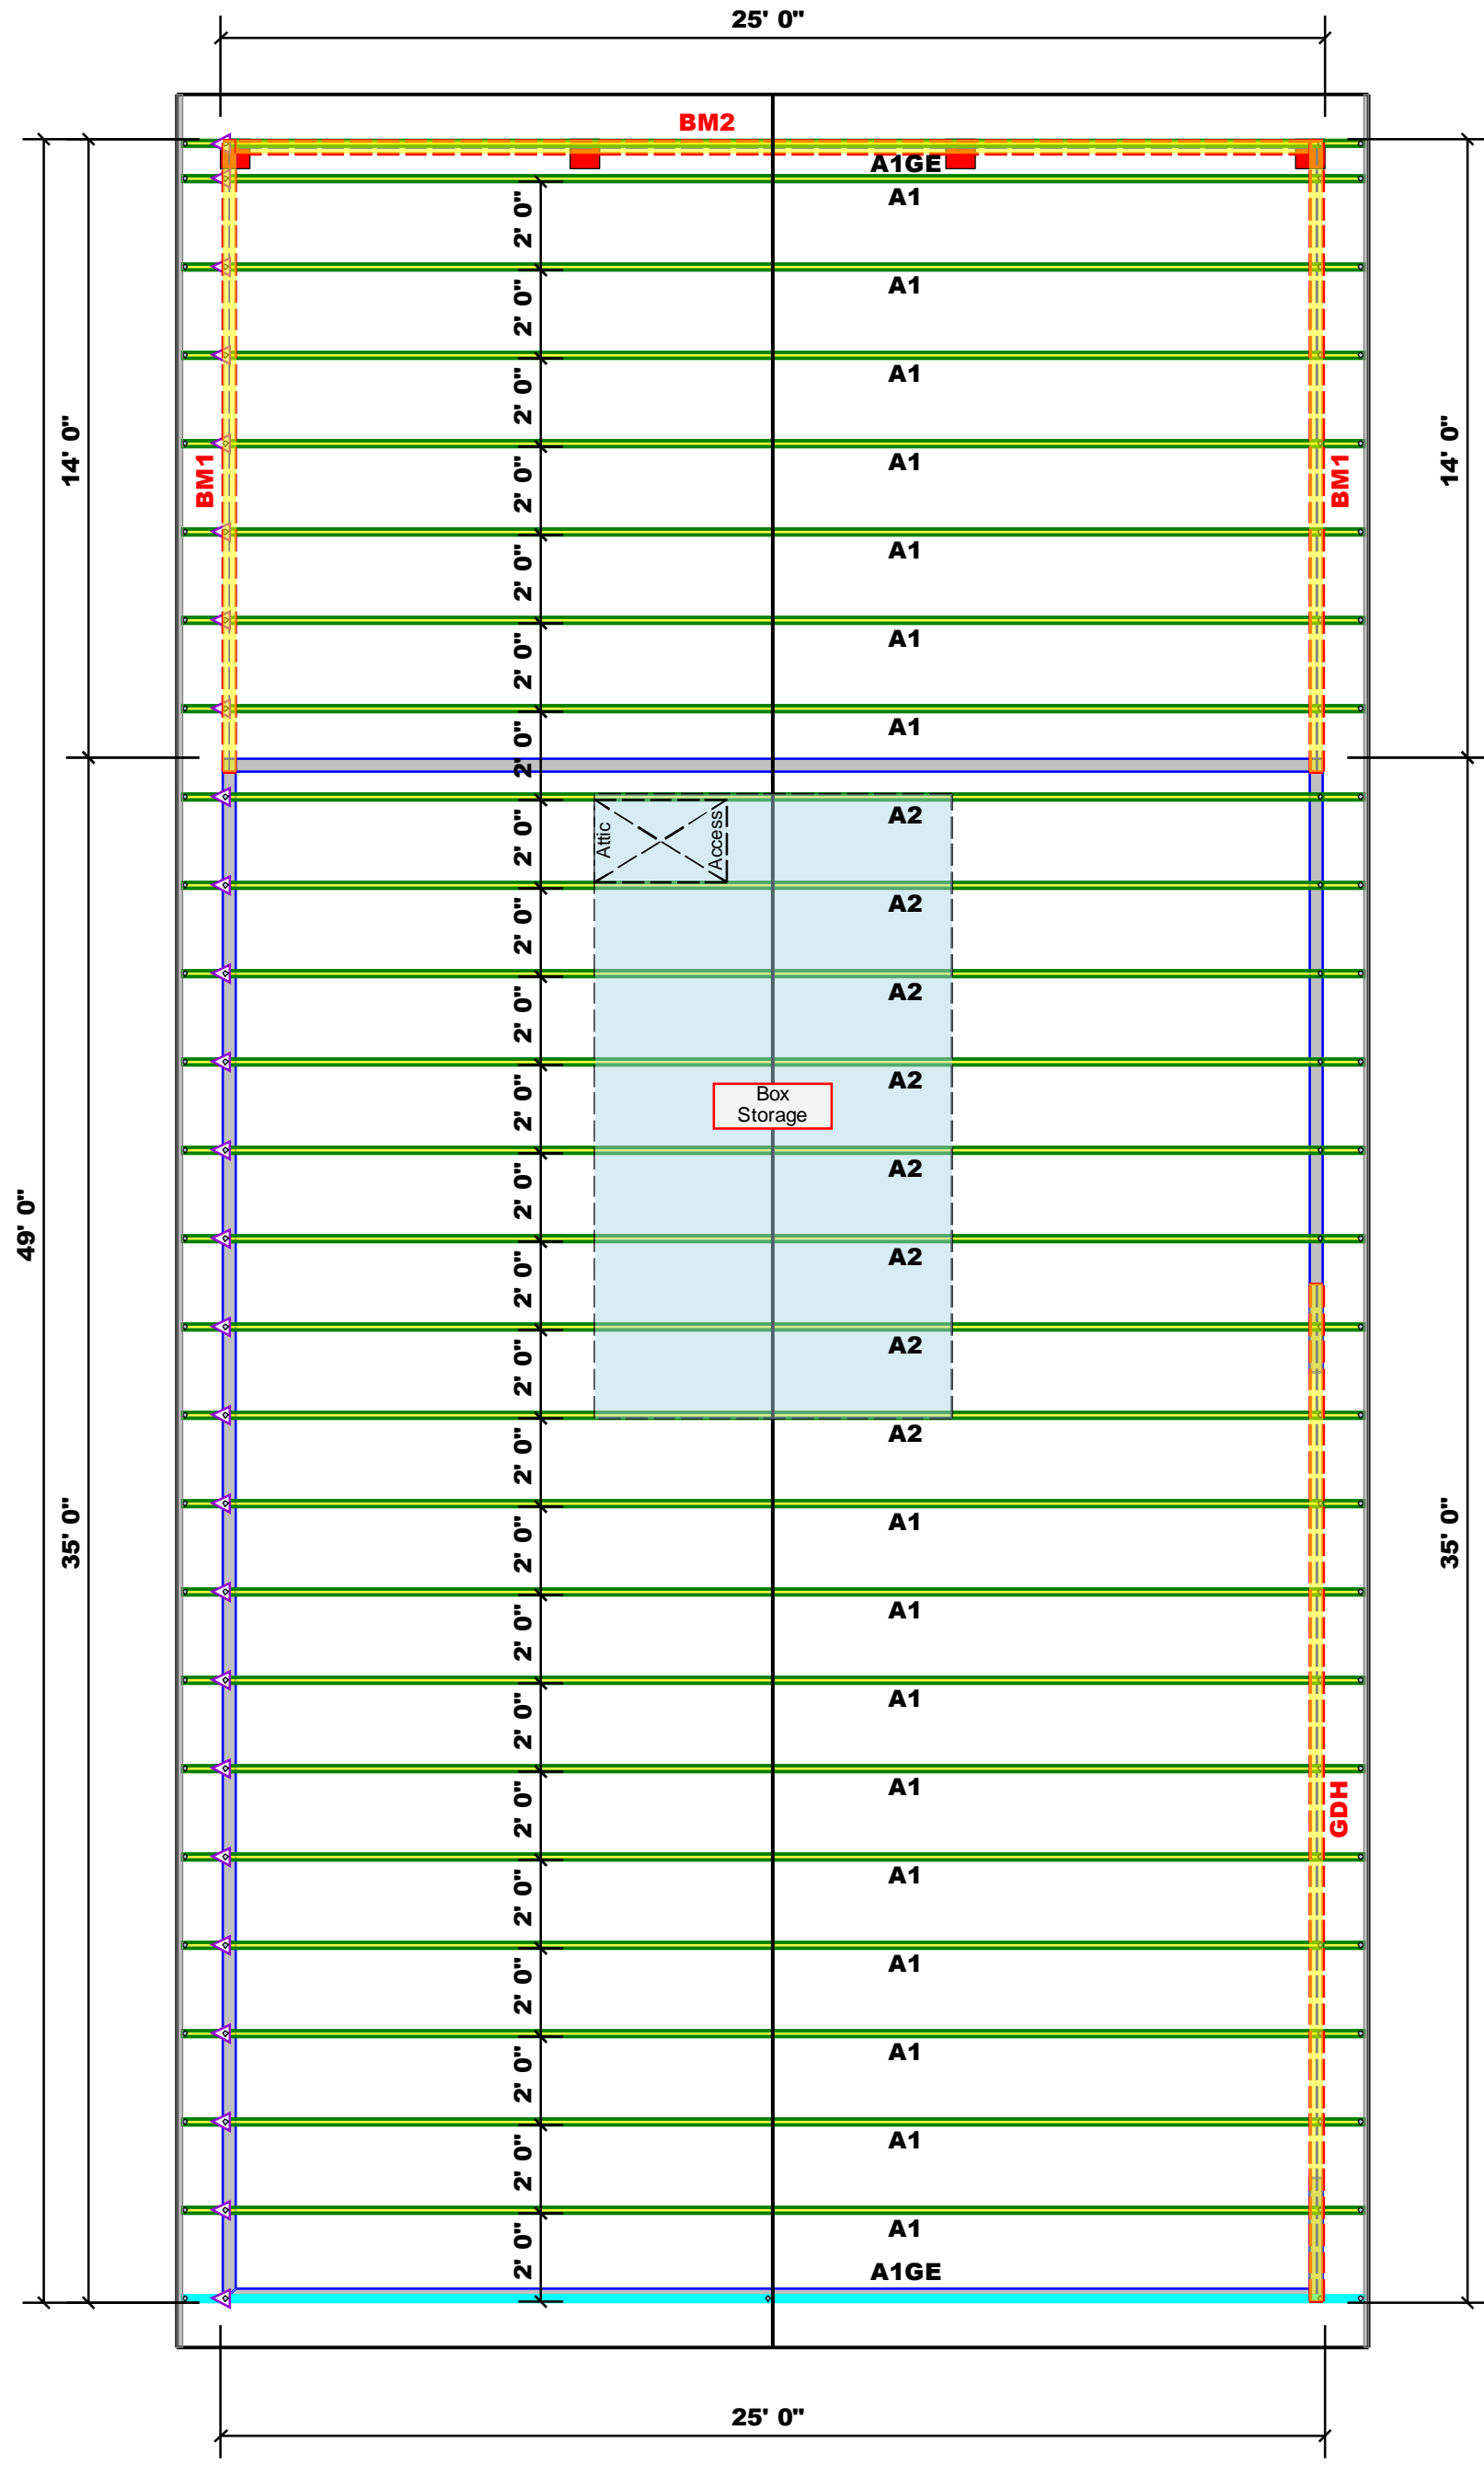 25' 0"
BM2
A1GE
A1
2' 0"
A1
2' 0"
A1
2' 0"
14' 0"
14' 0"
A1
BM1
BM1
2' 0"
A1
2' 0"
A1
2' 0"
A1
2' 0"
A2
Attic
Access
2' 0"
A2
2' 0"
A2
2' 0"
A2
Box
Storage
2' 0"
A2
2' 0"
49' 0"
A2
2' 0"
A2
2' 0"
A2
2' 0"
A1
35' 0"
35' 0"
2' 0"
A1
2' 0"
A1
2' 0"
A1
GDH
2' 0"
A1
2' 0"
A1
2' 0"
A1
2' 0"
A1
2' 0"
A1
2' 0"
A1GE
25' 0"